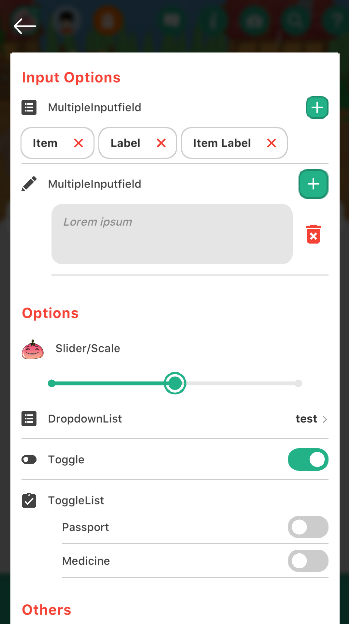 Input Options
MultipleInputfield
Item
Label
Item Label
MultipleInputfield
Lorem ipsum
Options
Slider/Scale
DropdownList test
Toggle
ToggleList
Passport
Medicine
Others